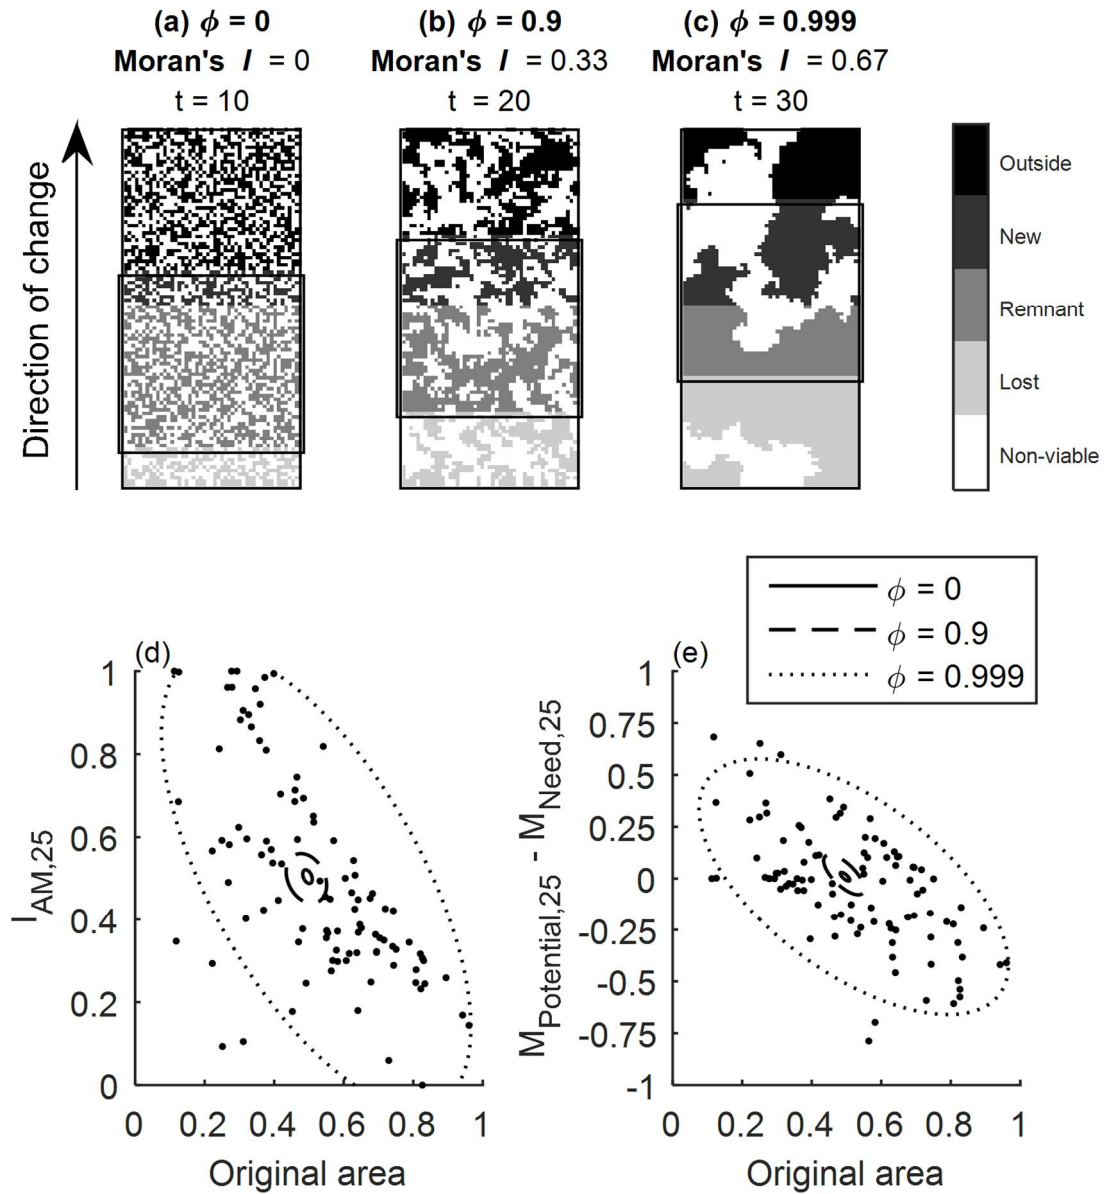 (a) ϕ = 0
Moran's I = 0
t = 10
(b) ϕ = 0.9
Moran's I = 0.33
t = 20
(c) ϕ = 0.999
Moran's I = 0.67
t = 30
Direction of change
Outside
New
Remnant
Lost
Non-viable
ϕ = 0
ϕ = 0.9
ϕ = 0.999
(d)
1
0.8
0.6
0.4
0.2
0
I_AM,25
0 0.2 0.4 0.6 0.8 1
Original area
(e)
1
0.75
0.5
0.25
0
-0.25
-0.5
-0.75
-1
M_Potential,25 - M_Need,25
0 0.2 0.4 0.6 0.8 1
Original area